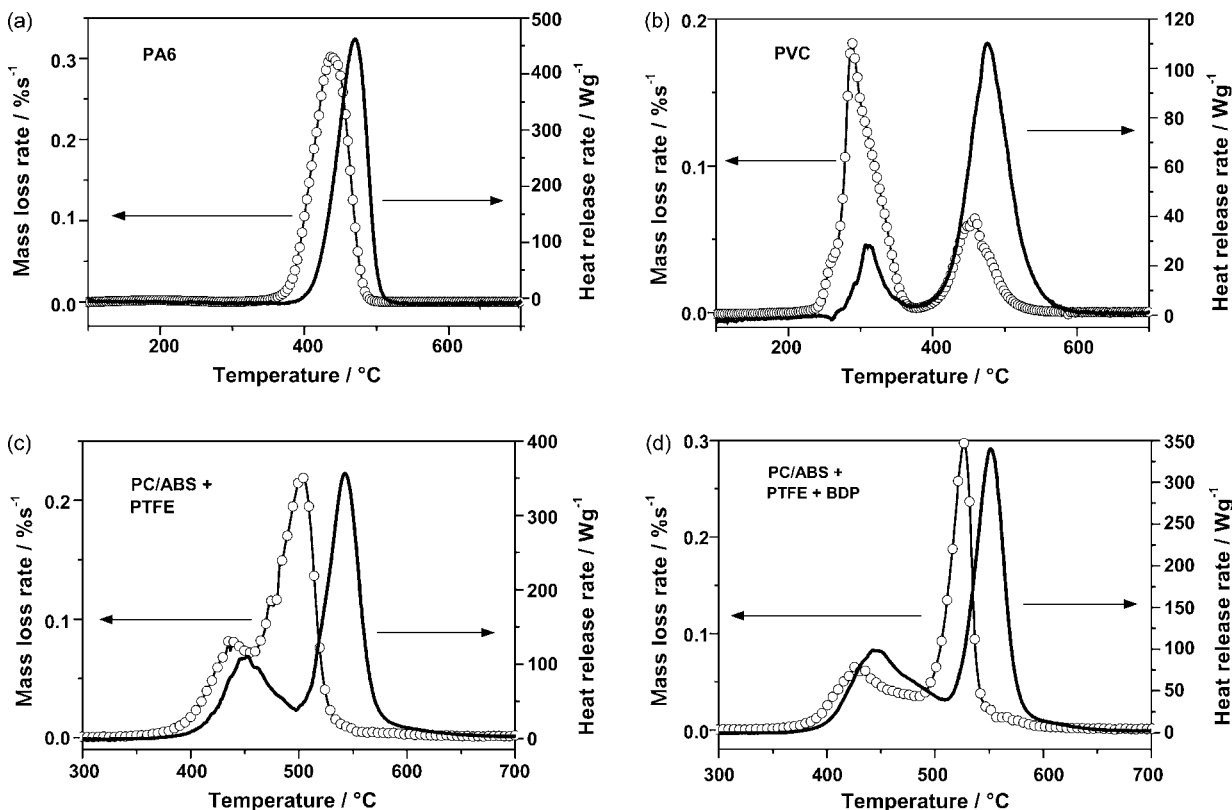 (a)
PA6
Mass loss rate / %s⁻¹
0.3
0.2
0.1
0.0
500
400
300
200
100
0
Heat release rate / Wg⁻¹
200 400 600
Temperature / °C
(b)
PVC
Mass loss rate / %s⁻¹
0.2
0.1
0.0
120
100
80
60
40
20
0
Heat release rate / Wg⁻¹
200 400 600
Temperature / °C
(c)
PC/ABS +
PTFE
Mass loss rate / %s⁻¹
0.2
0.1
0.0
400
300
200
100
0
Heat release rate / Wg⁻¹
300 400 500 600 700
Temperature / °C
(d)
PC/ABS +
PTFE + BDP
Mass loss rate / %s⁻¹
0.3
0.2
0.1
0.0
350
300
250
200
150
100
50
0
Heat release rate / Wg⁻¹
300 400 500 600 700
Temperature / °C